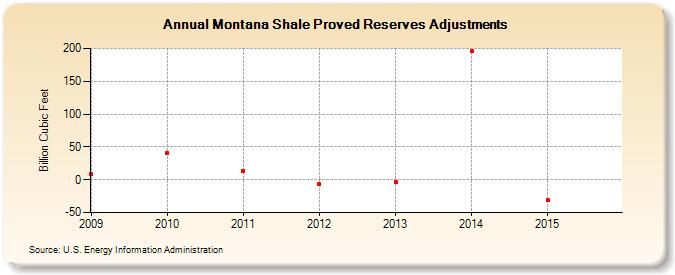 Annual Montana Shale Proved Reserves Adjustments
Billion Cubic Feet
200
150
100
50
0
-50
2009 2010 2011 2012 2013 2014 2015
Source: U.S. Energy Information Administration